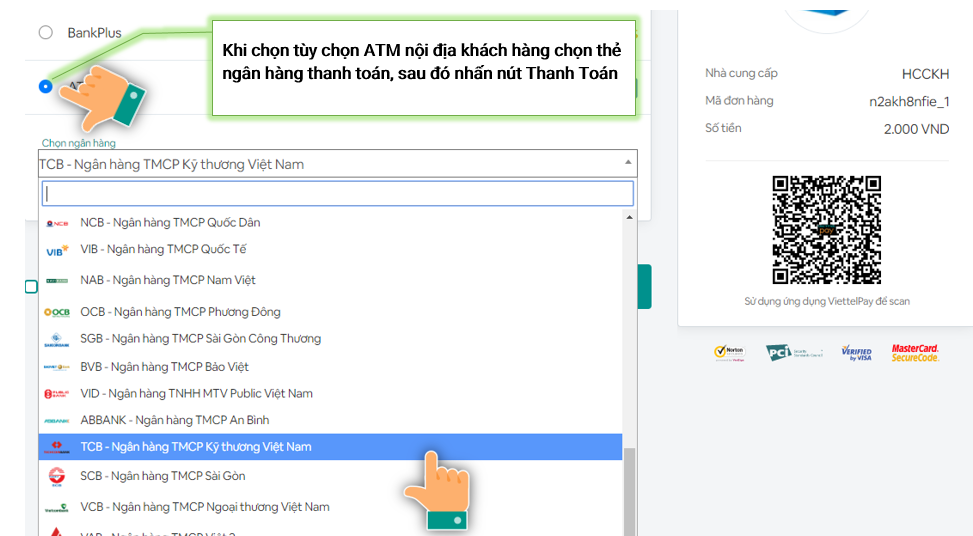 BankPlus
Khi chọn tùy chọn ATM nội địa khách hàng chọn thẻ
ngân hàng thanh toán, sau đó nhấn nút Thanh Toán
Chọn ngân hàng
TCB - Ngân hàng TMCP Kỹ thương Việt Nam
NCB NCB - Ngân hàng TMCP Quốc Dân
VIB VIB - Ngân hàng TMCP Quốc Tế
NAB - Ngân hàng TMCP Nam Việt
OCB OCB - Ngân hàng TMCP Phương Đông
SGB - Ngân hàng TMCP Sài Gòn Công Thương
BVB - Ngân hàng TMCP Bảo Việt
VID - Ngân hàng TNHH MTV Public Việt Nam
ABBANK ABBANK - Ngân hàng TMCP An Bình
TCB - Ngân hàng TMCP Kỹ thương Việt Nam
SCB - Ngân hàng TMCP Sài Gòn
VCB - Ngân hàng TMCP Ngoại thương Việt Nam
Nhà cung cấp HCCKH
Mã đơn hàng n2akh8nfie_1
Số tiền 2.000 VND
pay
Sử dụng ứng dụng ViettelPay để scan
Norton
PCI
VERIFIED
by VISA
MasterCard.
SecureCode.